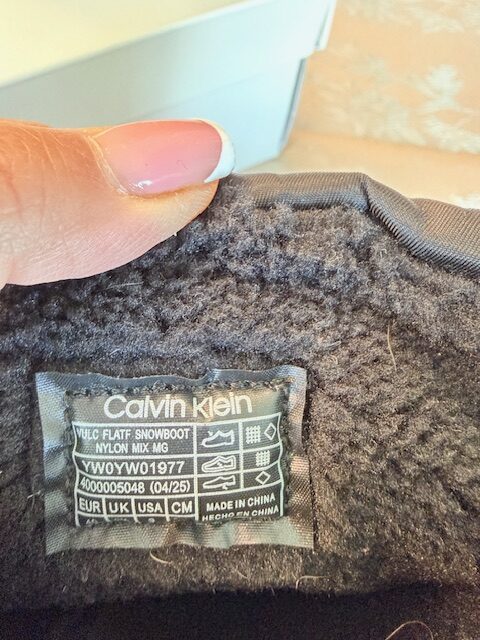 Calvin Klein
VULC FLATF SNOWBOOT
NYLON MIX MG
YW0YW01977
4000005048 (04/25)
EUR UK USA CM
MADE IN CHINA
HECHO EN CHINA